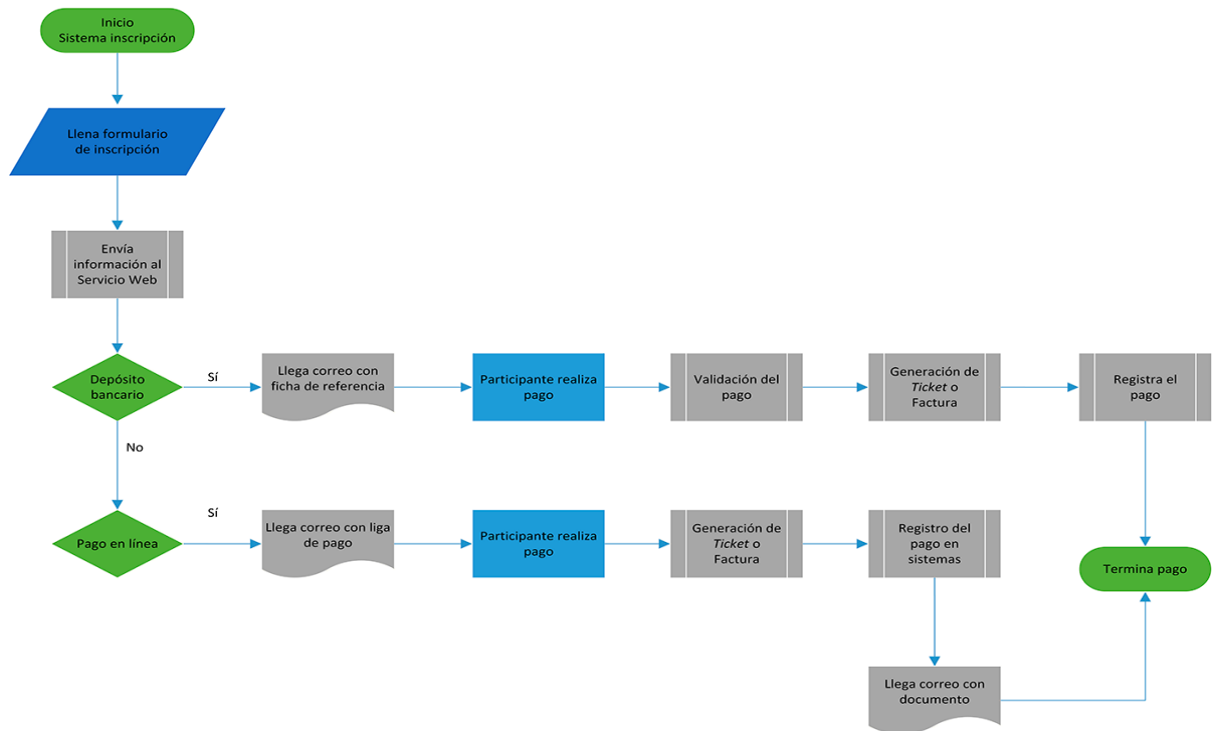 Inicio
Sistema inscripción
Llena formulario
de inscripción
Envía
información al
Servicio Web
Depósito
bancario
Sí
Llega correo con
ficha de referencia
Participante realiza
pago
Validación del
pago
Generación de
Ticket o
Factura
Registra el
pago
No
Pago en línea
Sí
Llega correo con liga
de pago
Participante realiza
pago
Generación de
Ticket o
Factura
Registro del
pago en
sistemas
Termina pago
Llega correo con
documento